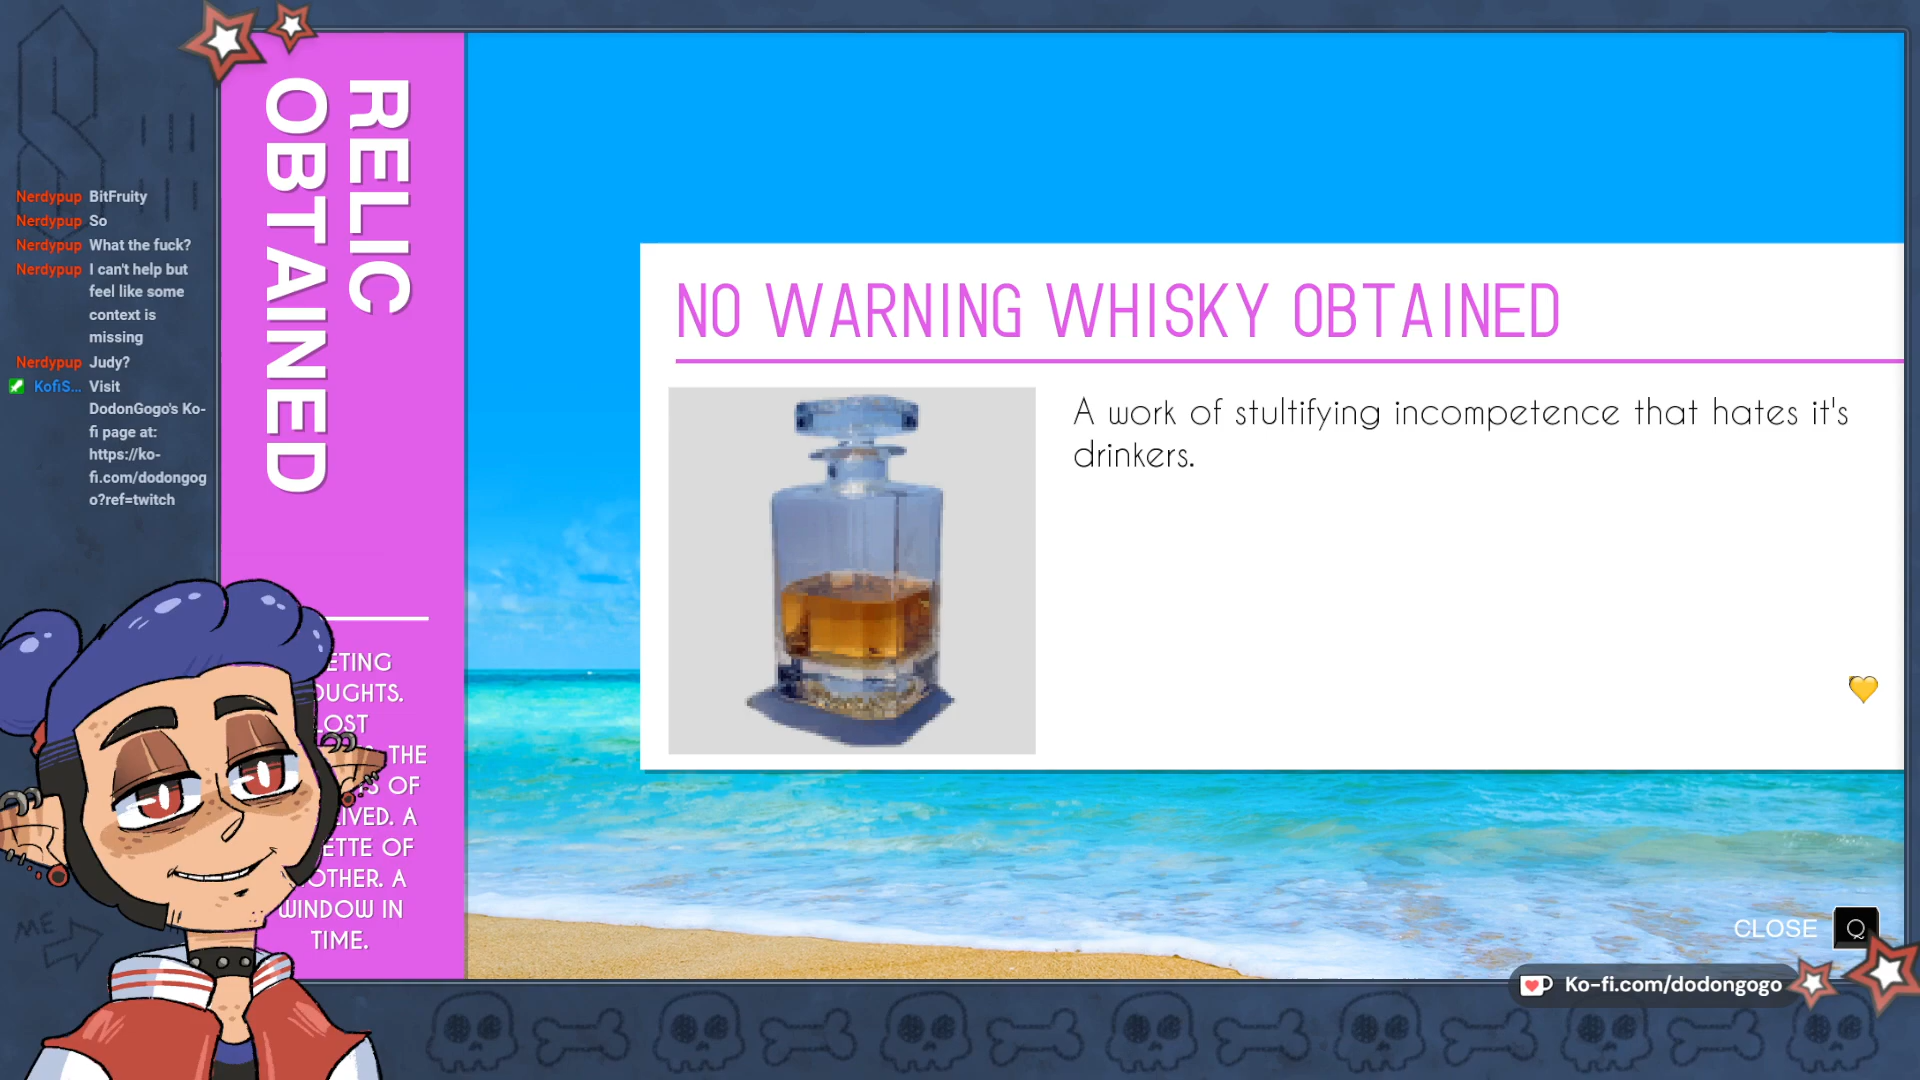 Nerdypup BitFruity
Nerdypup So
Nerdypup What the fuck?
Nerdypup I can't help but
feel like some
context is
missing
Nerdypup Judy?
KofiS... Visit
DodonGogo's Ko-
fi page at:
https://ko-
fi.com/dodongog
o?ref=twitch
RELIC
OBTAINED
THE
OF
A
OF
A
WINDOW IN
TIME.
NO WARNING WHISKY OBTAINED
A work of stultifying incompetence that hates it's
drinkers.
CLOSE Q
Ko-fi.com/dodongogo
ME